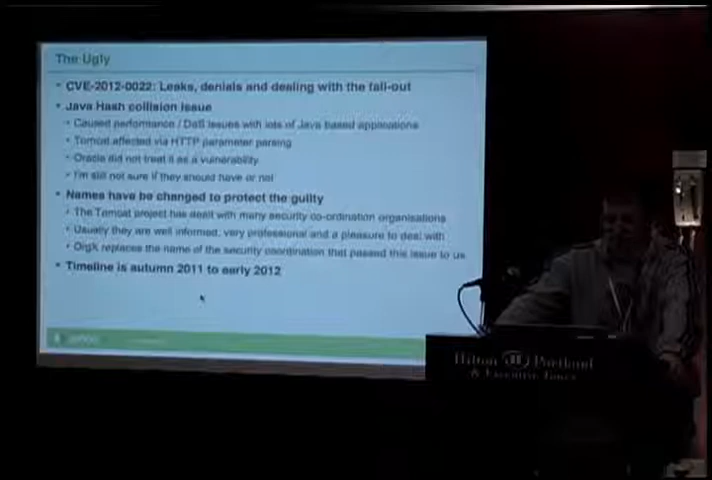 The Ugly
• CVE-2012-0022: Leaks, denials and dealing with the fall-out
• Java Hash collision issue
• Caused performance / DoS issues with lots of Java based applications
• Tomcat affected via HTTP parameter parsing
• Oracle did not treat it as a vulnerability
• I'm still not sure if they should have or not
• Names have be changed to protect the guilty
• The Tomcat project has dealt with many security co-ordination organisations
• Usually they are well informed, very professional and a pleasure to deal with
• OrgX replaces the name of the security coordination that passed this issue to us
• Timeline is autumn 2011 to early 2012
Hilton Portland
& Executive Tower